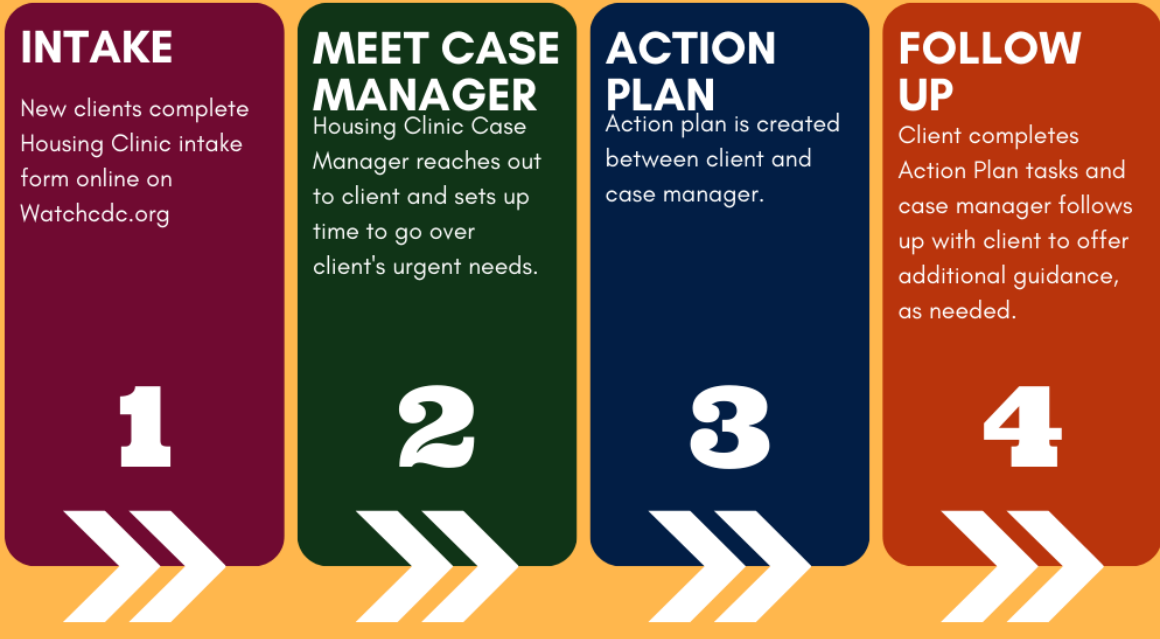 INTAKE
New clients complete
Housing Clinic intake
form online on
Watchcdc.org
1
MEET CASE
MANAGER
Housing Clinic Case
Manager reaches out
to client and sets up
time to go over
client's urgent needs.
2
ACTION
PLAN
Action plan is created
between client and
case manager.
3
FOLLOW
UP
Client completes
Action Plan tasks and
case manager follows
up with client to offer
additional guidance,
as needed.
4